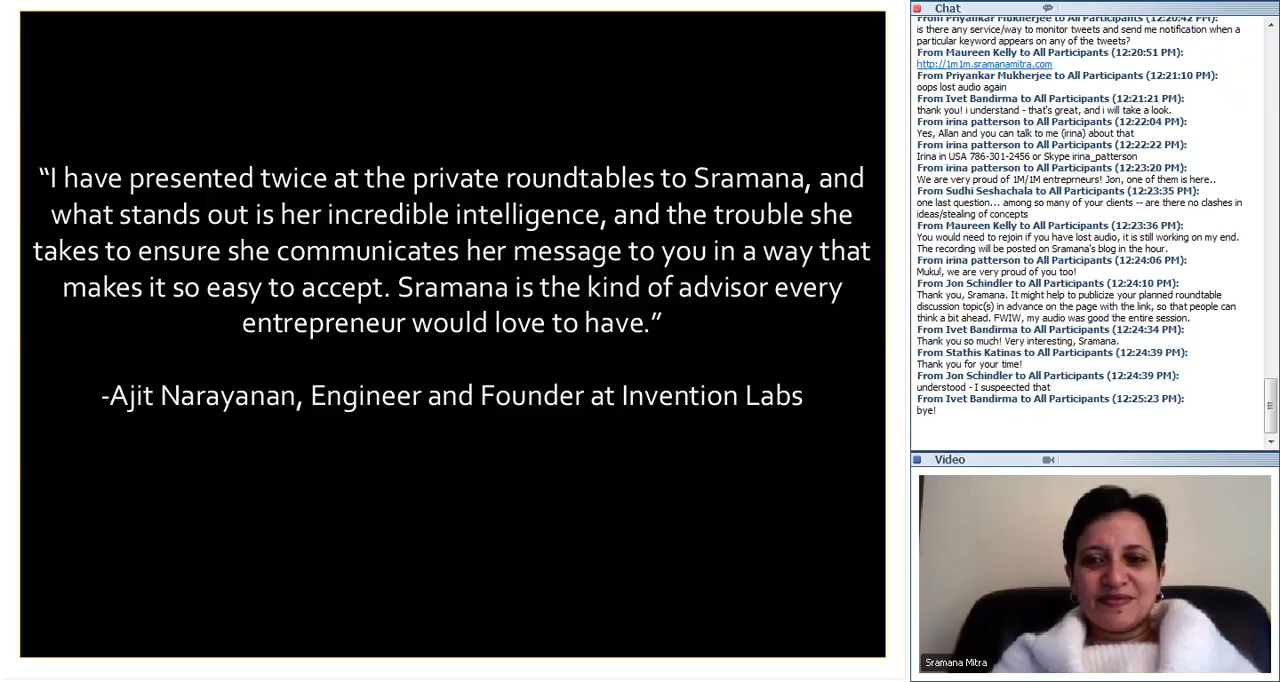 “I have presented twice at the private roundtables to Sramana, and
what stands out is her incredible intelligence, and the trouble she
takes to ensure she communicates her message to you in a way that
makes it so easy to accept. Sramana is the kind of advisor every
entrepreneur would love to have.”
-Ajit Narayanan, Engineer and Founder at Invention Labs
Chat
From Priyankar Mukherjee to All Participants (12:20:42 PM):
is there any service/way to monitor tweets and send me notification when a
particular keyword appears on any of the tweets?
From Maureen Kelly to All Participants (12:20:51 PM):
http://1m1m.sramanamitra.com
From Priyankar Mukherjee to All Participants (12:21:10 PM):
oops lost audio again
From Ivet Bandirma to All Participants (12:21:21 PM):
thank you! i understand - that's great, and i will take a look.
From irina patterson to All Participants (12:22:04 PM):
Yes, Allan and you can talk to me (irina) about that
From irina patterson to All Participants (12:22:22 PM):
Irina in USA 786-301-2456 or Skype irina_patterson
From irina patterson to All Participants (12:23:20 PM):
We are very proud of 1M/1M entreprneurs! Jon, one of them is here..
From Sudhi Seshachala to All Participants (12:23:35 PM):
one last question... among so many of your clients -- are there no clashes in
ideas/stealing of concepts
From Maureen Kelly to All Participants (12:23:36 PM):
You would need to rejoin if you have lost audio, it is still working on my end.
The recording will be posted on Sramana's blog in the hour.
From irina patterson to All Participants (12:24:06 PM):
Mukul, we are very proud of you too!
From Jon Schindler to All Participants (12:24:10 PM):
Thank you, Sramana. It might help to publicize your planned roundtable
discussion topic(s) in advance on the page with the link, so that people can
think a bit ahead. FWIW, my audio was good the entire session.
From Ivet Bandirma to All Participants (12:24:34 PM):
Thank you so much! Very interesting, Sramana.
From Stathis Katinas to All Participants (12:24:39 PM):
Thank you for your time!
From Jon Schindler to All Participants (12:24:39 PM):
understood - I suspeected that
From Ivet Bandirma to All Participants (12:25:23 PM):
bye!
Video
Sramana Mitra